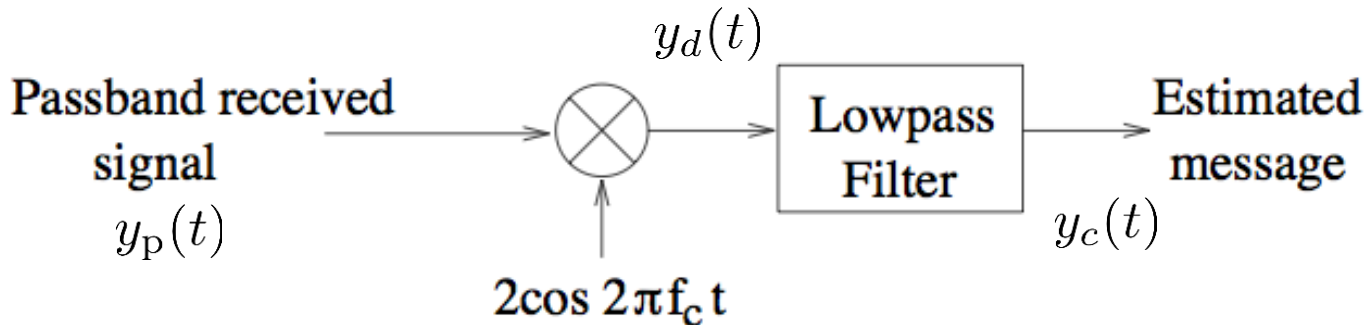 y_d(t)
Passband received
signal
y_p(t)
2cos 2πf_c t
Lowpass
Filter
Estimated
message
y_c(t)